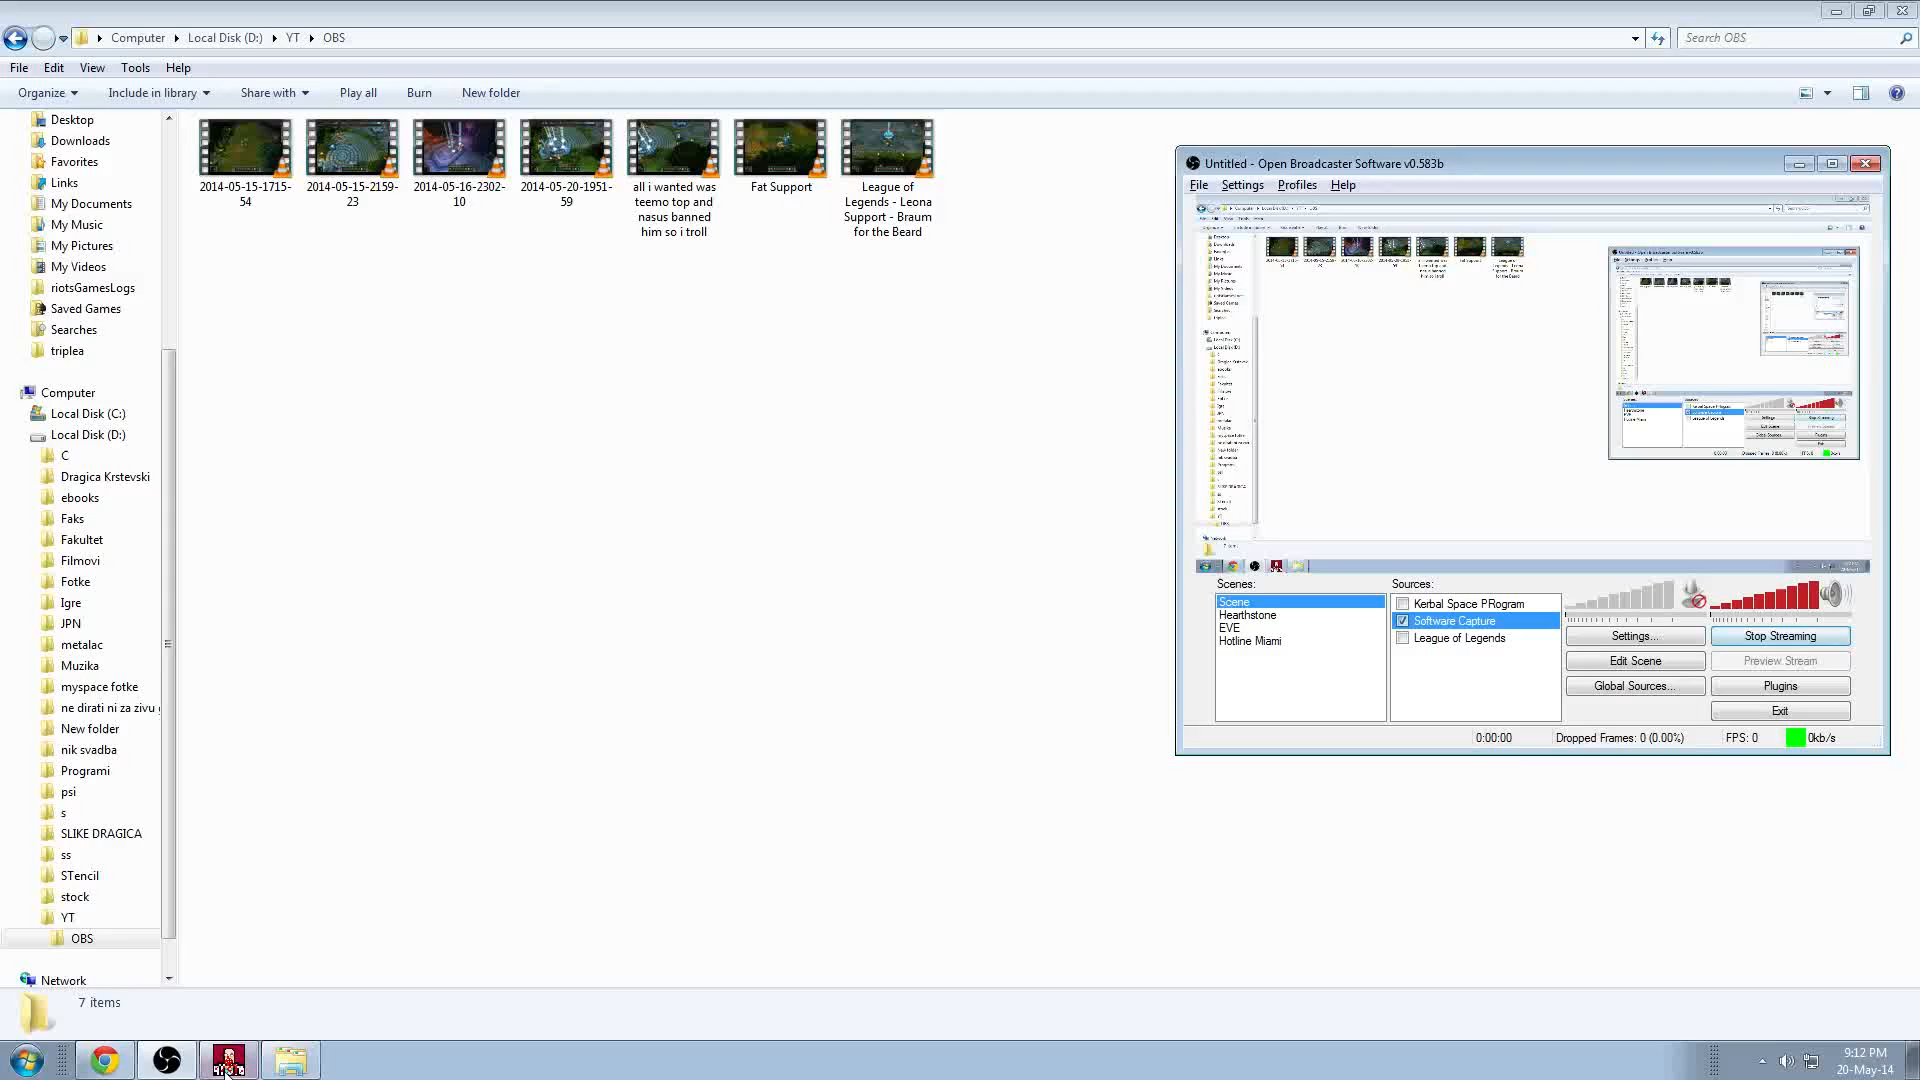 Computer
Local Disk (D:)
YT
OBS
Search OBS
File
Edit
View
Tools
Help
Organize
Include in library
Share with
Play all
Burn
New folder
Desktop
Downloads
Favorites
Links
My Documents
My Music
My Pictures
My Videos
riotsGamesLogs
Saved Games
Searches
triplea
Computer
Local Disk (C:)
Local Disk (D:)
C
Dragica Krstevski
ebooks
Faks
Fakultet
Filmovi
Fotke
Igre
JPN
metalac
Muzika
myspace fotke
ne dirati ni za zivu
New folder
nik svadba
Programi
psi
s
SLIKE DRAGICA
ss
STencil
stock
YT
OBS
Network
2014-05-15-1715-
54
2014-05-15-2159-
23
2014-05-16-2302-
10
2014-05-20-1951-
59
all i wanted was
teemo top and
nasus banned
him so i troll
Fat Support
League of
Legends - Leona
Support - Braum
for the Beard
Untitled - Open Broadcaster Software v0.583b
File
Settings
Profiles
Help
Scenes:
Scene
Hearthstone
EVE
Hotline Miami
Sources:
Kerbal Space PRogram
Software Capture
League of Legends
Settings...
Stop Streaming
Edit Scene
Preview Stream
Global Sources...
Plugins
Exit
0:00:00
Dropped Frames: 0 (0.00%)
FPS: 0
0kb/s
7 items
9:12 PM
20-May-14